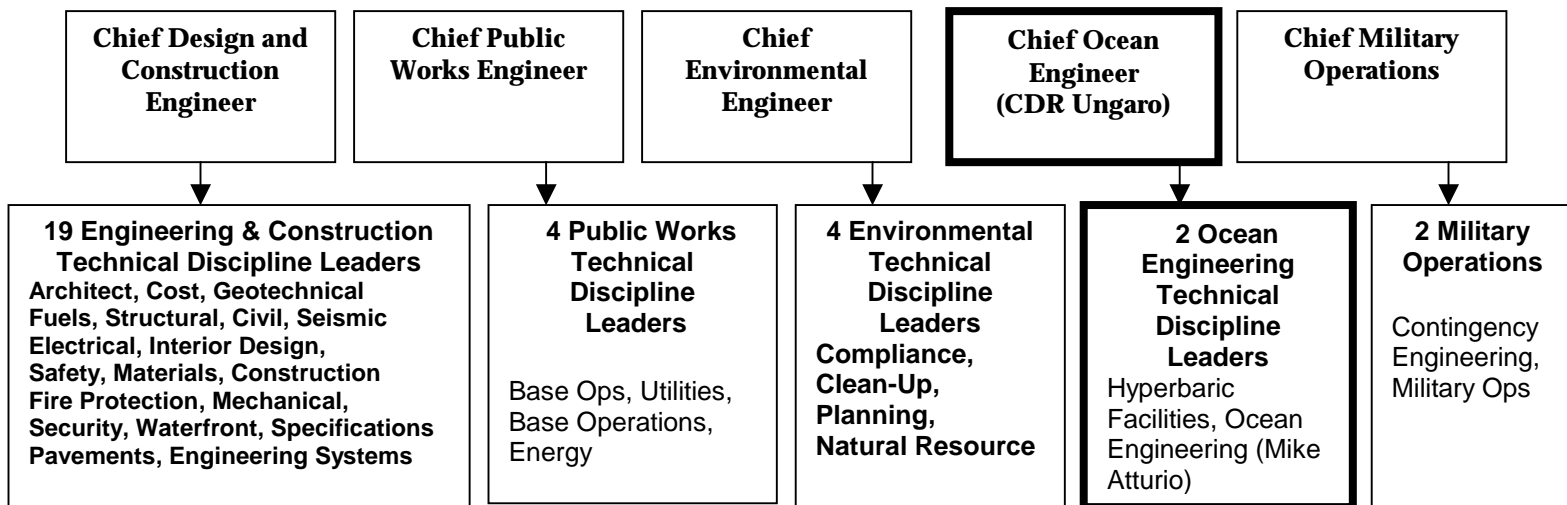 Chief Design and
Construction
Engineer
Chief Public
Works Engineer
Chief
Environmental
Engineer
Chief Ocean
Engineer
(CDR Ungaro)
Chief Military
Operations
19 Engineering & Construction
Technical Discipline Leaders
Architect, Cost, Geotechnical
Fuels, Structural, Civil, Seismic
Electrical, Interior Design,
Safety, Materials, Construction
Fire Protection, Mechanical,
Security, Waterfront, Specifications
Pavements, Engineering Systems
4 Public Works
Technical
Discipline
Leaders
Base Ops, Utilities,
Base Operations,
Energy
4 Environmental
Technical
Discipline
Leaders
Compliance,
Clean-Up,
Planning,
Natural Resource
2 Ocean
Engineering
Technical
Discipline
Leaders
Hyperbaric
Facilities, Ocean
Engineering (Mike
Atturio)
2 Military
Operations
Contingency
Engineering,
Military Ops